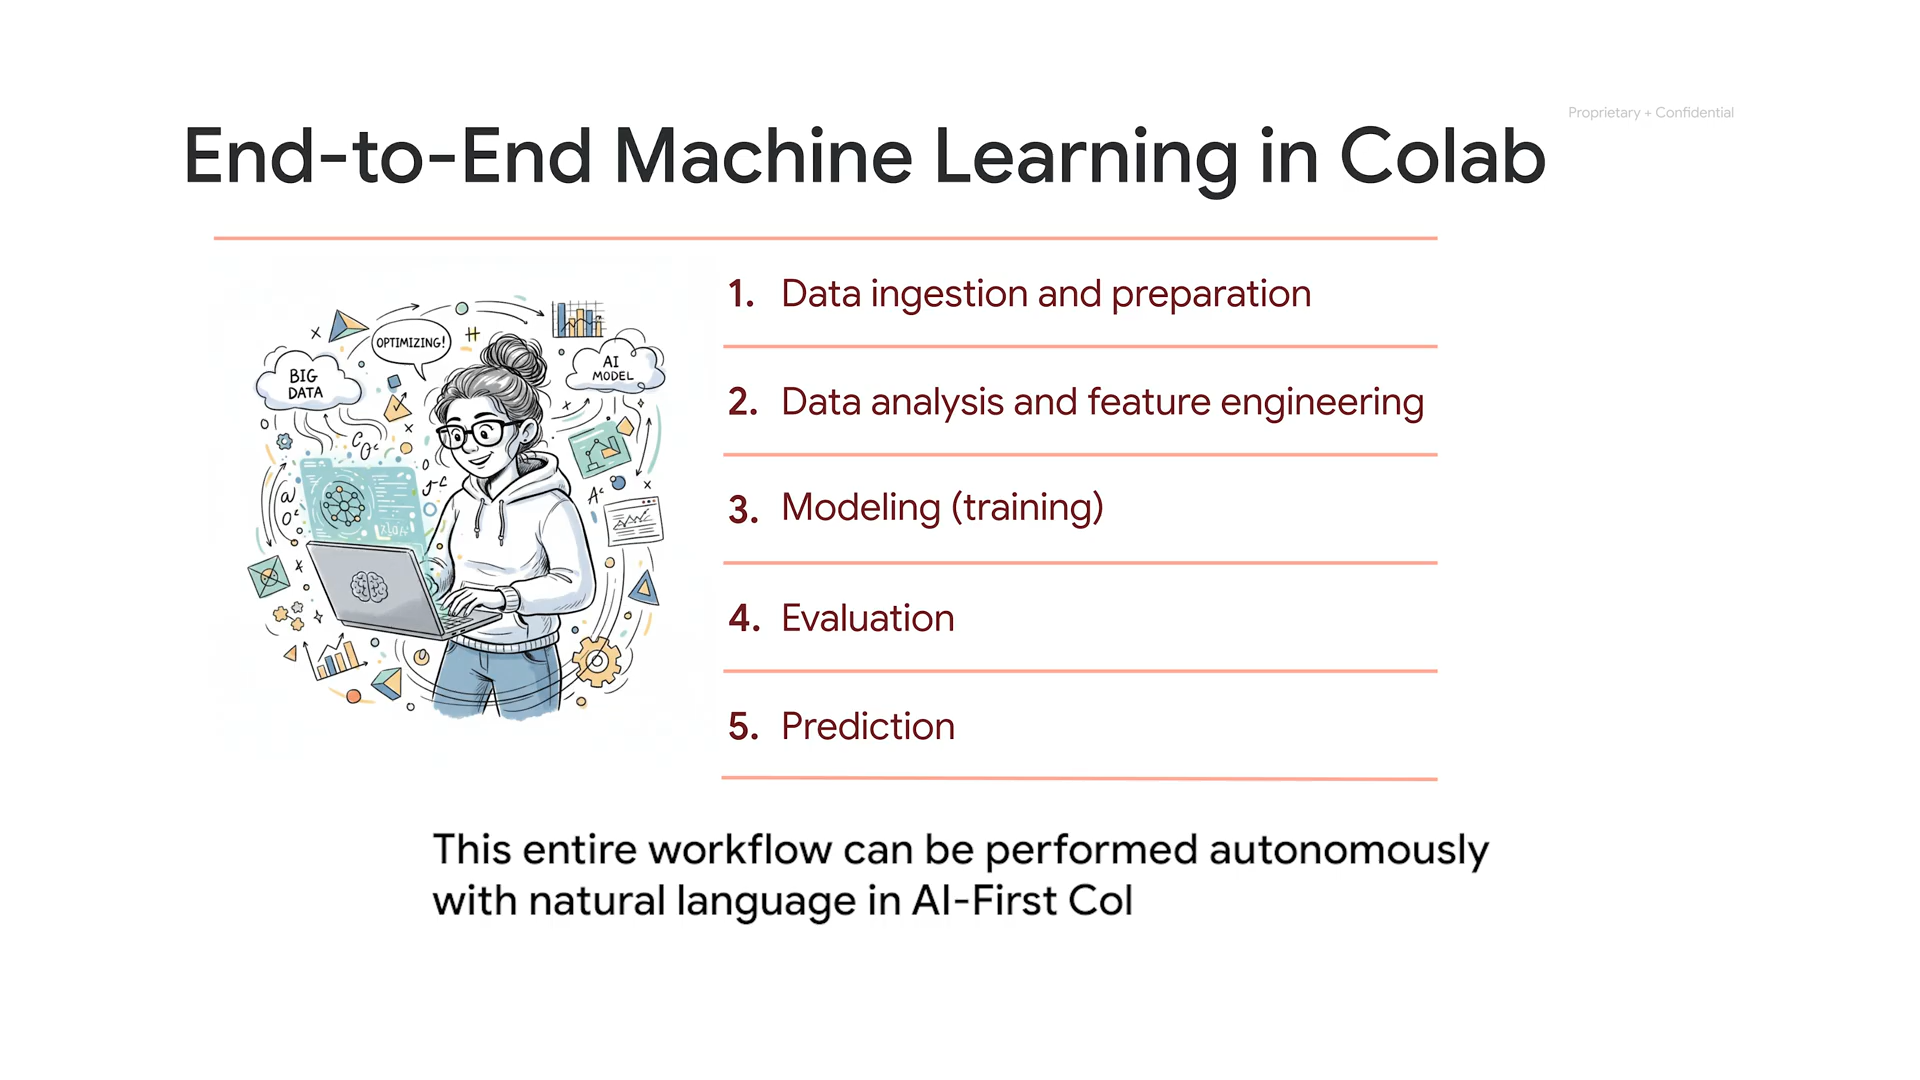 Proprietary + Confidential
End-to-End Machine Learning in Colab
1. Data ingestion and preparation
2. Data analysis and feature engineering
3. Modeling (training)
4. Evaluation
5. Prediction
OPTIMIZING!
BIG
DATA
AI
MODEL
This entire workflow can be performed autonomously
with natural language in AI-First Col